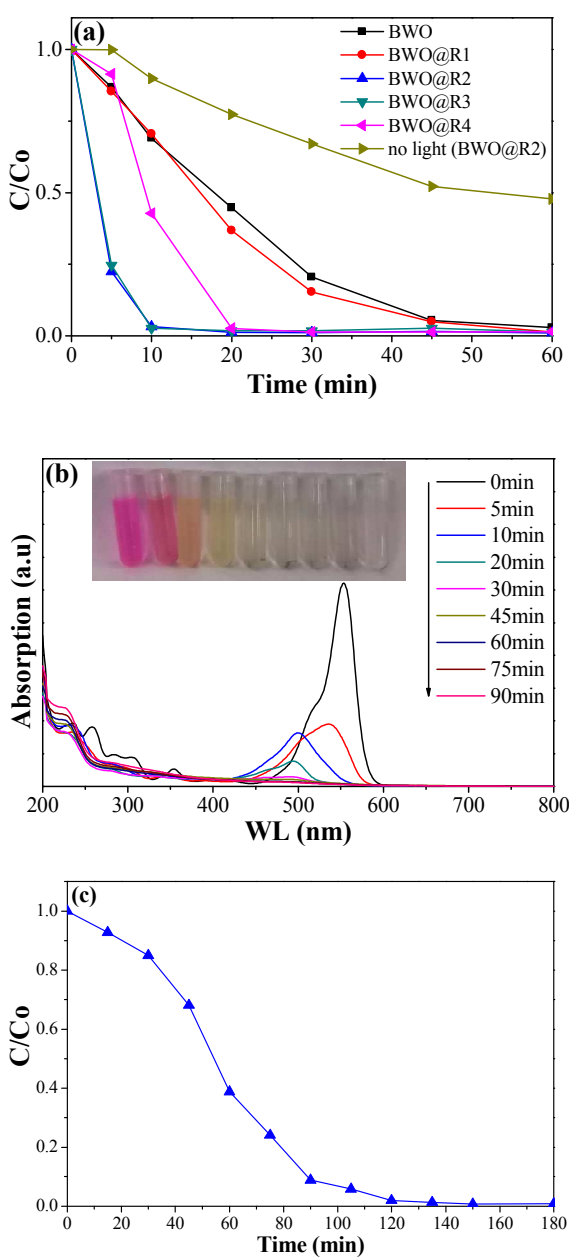 (a)
BWO
BWO@R1
BWO@R2
BWO@R3
BWO@R4
no light (BWO@R2)
1.0
0.5
0.0
C/Co
0 10 20 30 40 50 60
Time (min)
(b)
0min
5min
10min
20min
30min
45min
60min
75min
90min
Absorption (a.u)
200 300 400 500 600 700 800
WL (nm)
(c)
1.0
0.8
0.6
0.4
0.2
0.0
C/Co
0 20 40 60 80 100 120 140 160 180
Time (min)